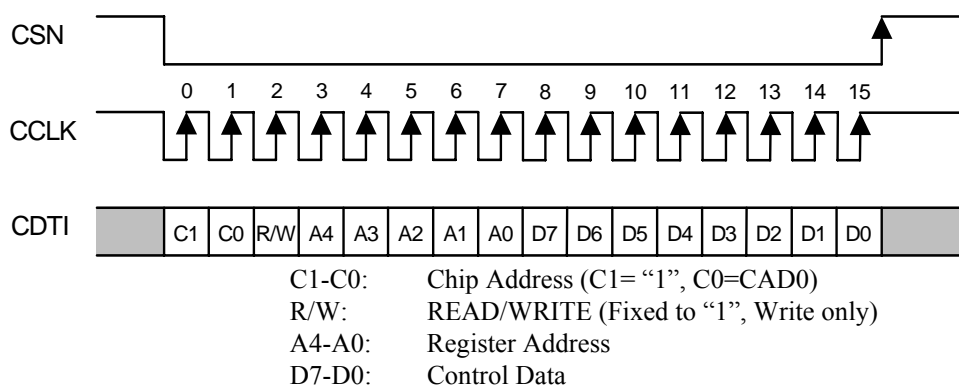 CSN
0 1 2 3 4 5 6 7 8 9 10 11 12 13 14 15
CCLK
CDTI C1 C0 R/W A4 A3 A2 A1 A0 D7 D6 D5 D4 D3 D2 D1 D0
C1-C0: Chip Address (C1= “1”, C0=CAD0)
R/W: READ/WRITE (Fixed to “1”, Write only)
A4-A0: Register Address
D7-D0: Control Data